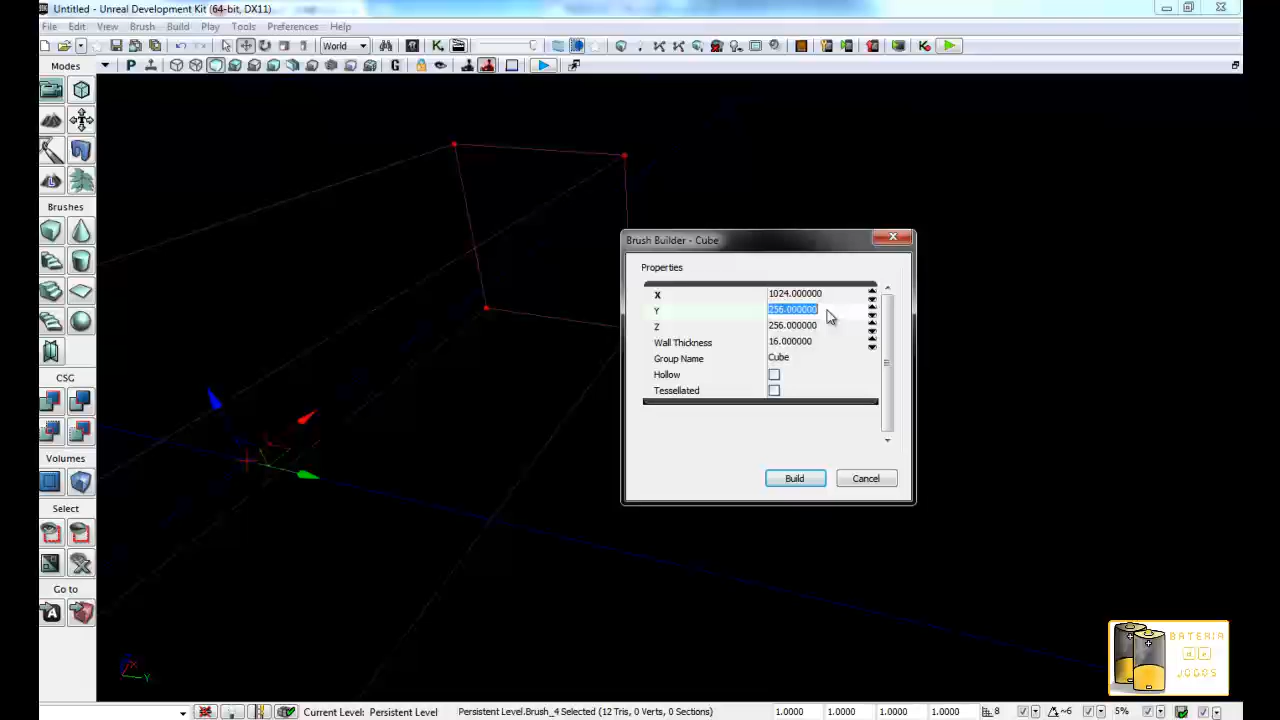 Untitled - Unreal Development Kit (64-bit, DX11)
File Edit View Brush Build Play Tools Preferences Help
World
Modes
P G
Brushes
CSG
Volumes
Select
Go to
Brush Builder - Cube
Properties
X 1024.000000
Y 256.000000
Z 256.000000
Wall Thickness 16.000000
Group Name Cube
Hollow
Tessellated
Build Cancel
X Y
BATERIA
JOGOS
Current Level: Persistent Level Persistent Level.Brush_4 Selected (12 Tris, 0 Verts, 0 Sections) 1.0000 1.0000 1.0000 1.0000 8 6 5%